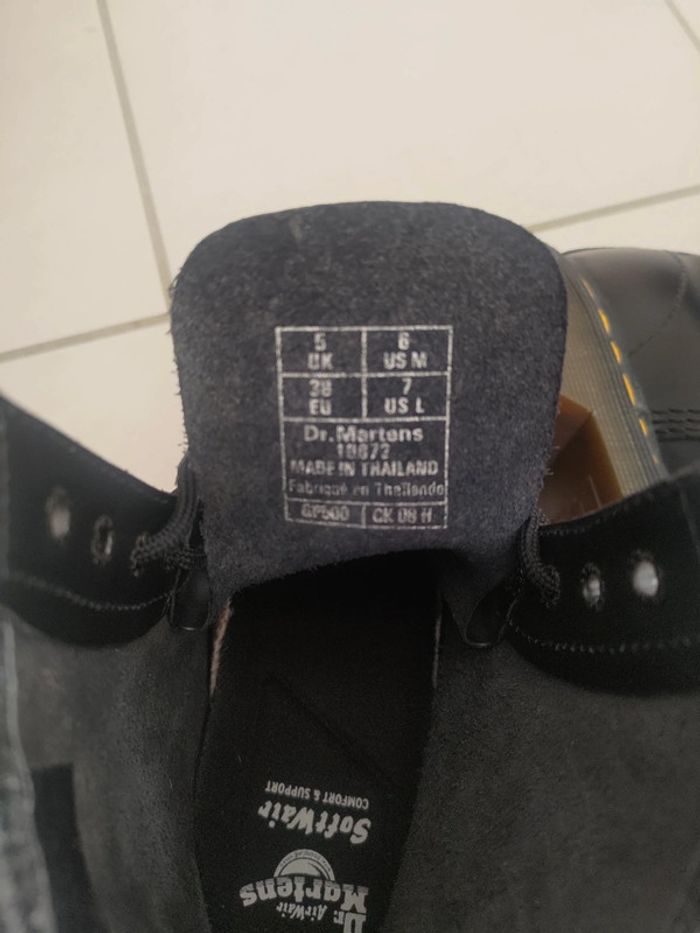 5 6
UK US M
38 7
EU US L
Dr.Martens
10072
MADE IN THAILAND
Fabriqué en Thaïlande
GP500 CK 08 H
COMFORT & SUPPORT
SoftWair
AirWair
Dr. Martens